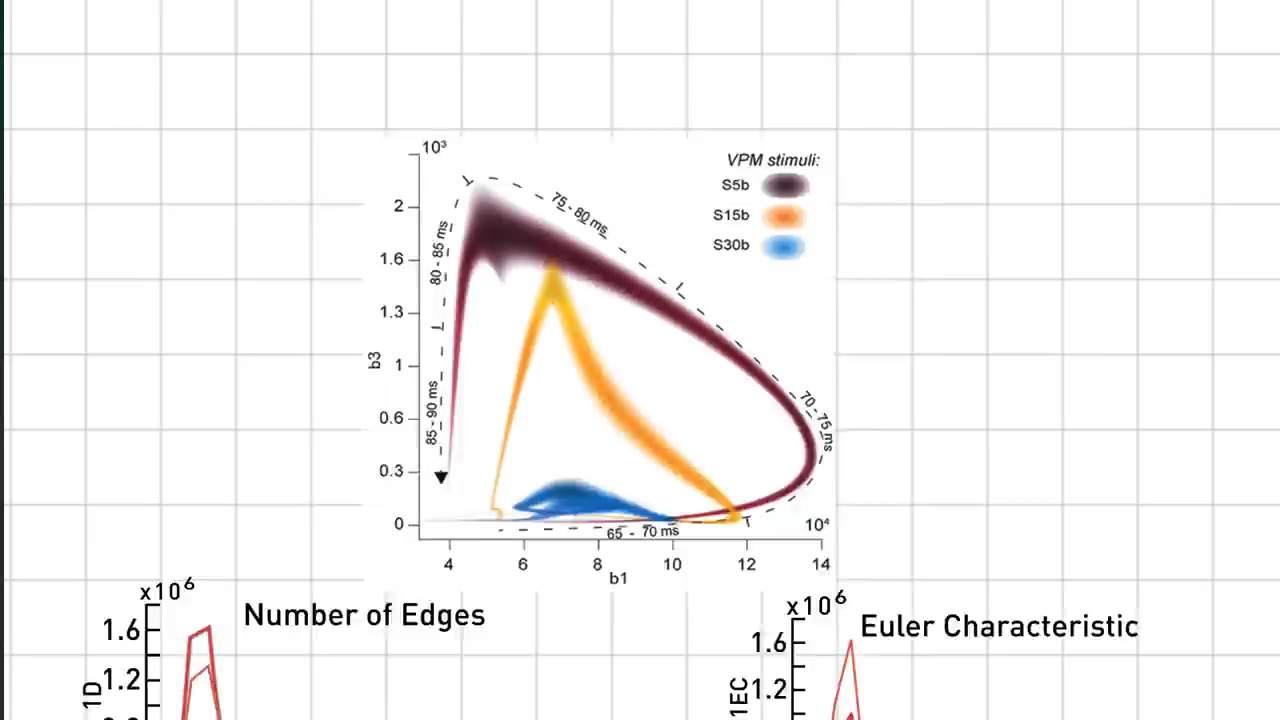 10³
VPM stimuli:
S5b
S15b
S30b
2
1.6
1.3
1
0.6
0.3
0
b3
75 - 80 ms
80 - 85 ms
85 - 90 ms
70 - 75 ms
65 - 70 ms
10⁴
4 6 8 10 12 14
b1
x10⁶
Number of Edges
1.6
1.2
1D
x10⁶
Euler Characteristic
1.6
1.2
1EC